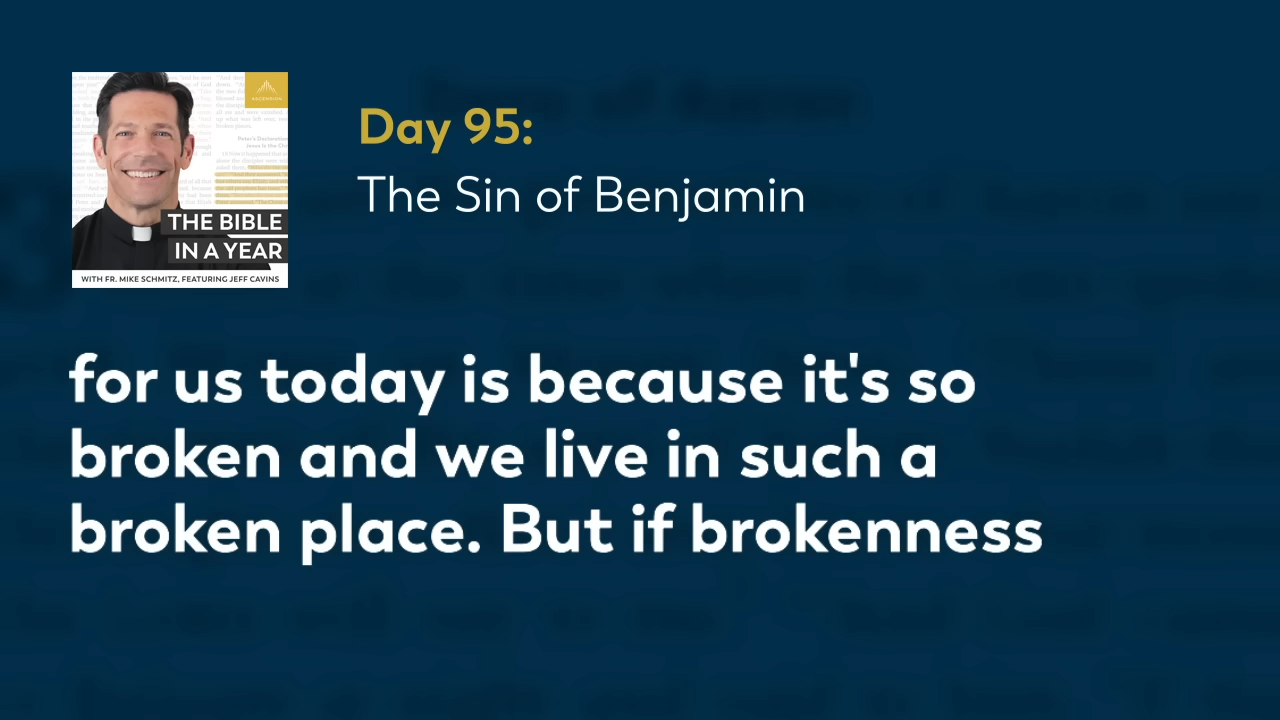 ASCENSION
THE BIBLE
IN A YEAR
WITH FR. MIKE SCHMITZ, FEATURING JEFF CAVINS
Day 95:
The Sin of Benjamin
for us today is because it's so
broken and we live in such a
broken place. But if brokenness